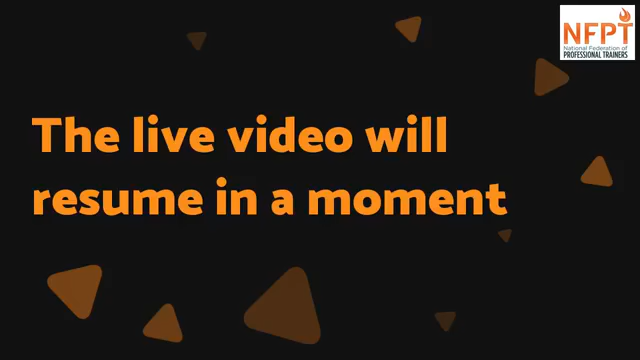 NFPT
National Federation of
PROFESSIONAL TRAINERS
The live video will
resume in a moment